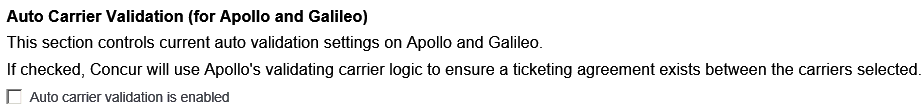 Auto Carrier Validation (for Apollo and Galileo)
This section controls current auto validation settings on Apollo and Galileo.
If checked, Concur will use Apollo's validating carrier logic to ensure a ticketing agreement exists between the carriers selected.
Auto carrier validation is enabled